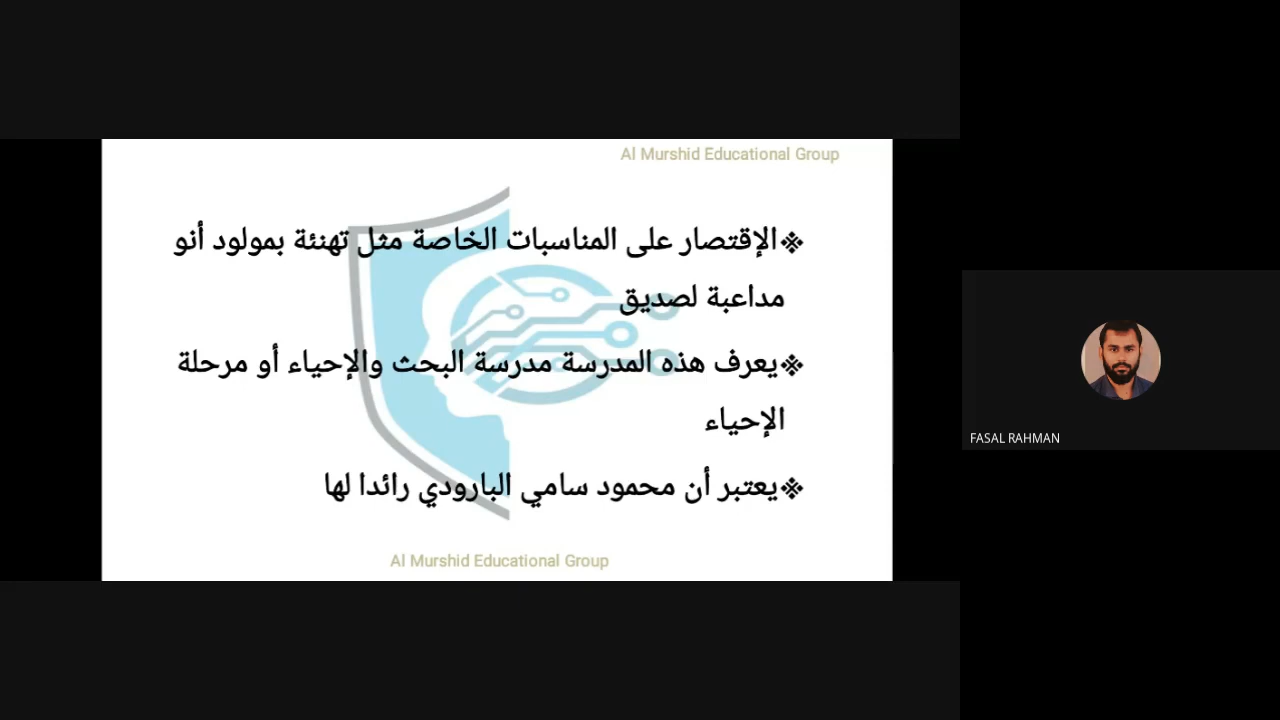 Al Murshid Educational Group
❖الإقتصار على المناسبات الخاصة مثل تهنئة بمولود أنو
مداعبة لصديق
❖يعرف هذه المدرسة مدرسة البحث والإحياء أو مرحلة
الإحياء
❖يعتبر أن محمود سامي البارودي رائدا لها
Al Murshid Educational Group
FASAL RAHMAN